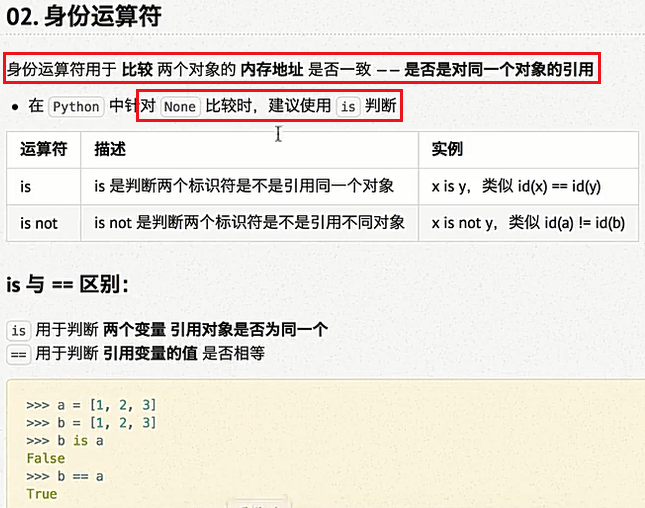 02. 身份运算符
身份运算符用于 比较 两个对象的 内存地址 是否一致 —— 是否是对同一个对象的引用
• 在 Python 中针对 None 比较时，建议使用 is 判断
运算符 描述 实例
is is 是判断两个标识符是不是引用同一个对象 x is y，类似 id(x) == id(y)
is not is not 是判断两个标识符是不是引用不同对象 x is not y，类似 id(a) != id(b)
is 与 == 区别：
is 用于判断 两个变量 引用对象是否为同一个
== 用于判断 引用变量的值 是否相等
>>> a = [1, 2, 3]
>>> b = [1, 2, 3]
>>> b is a
False
>>> b == a
True